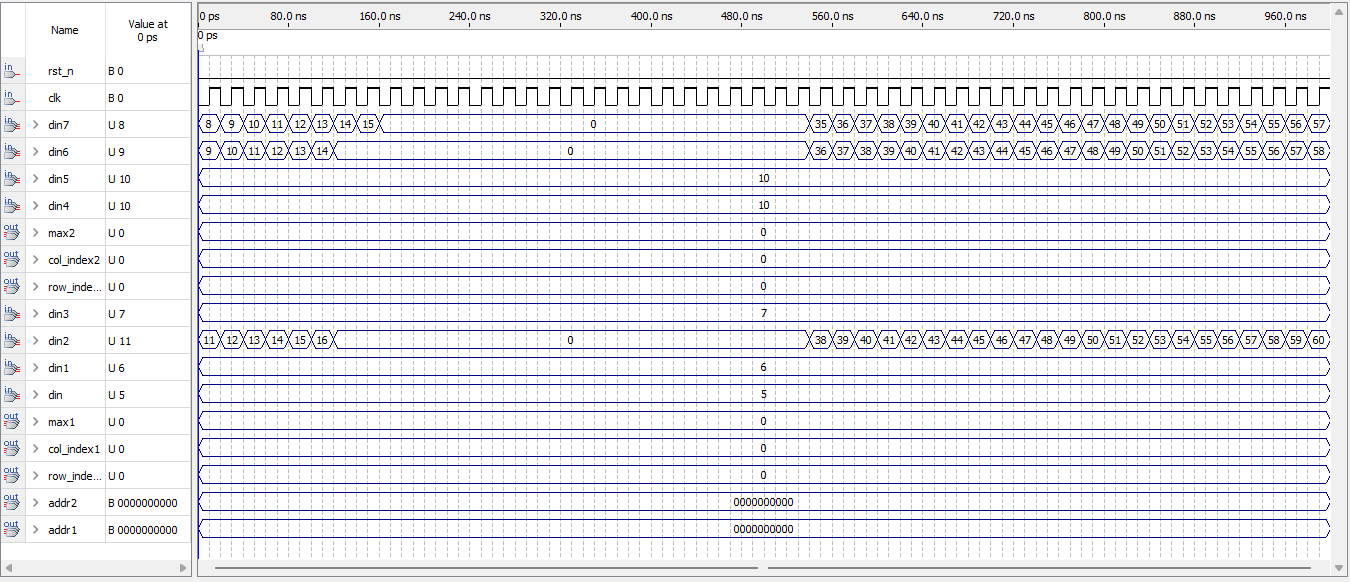 Name Value at 0 ps 0 ps 80.0 ns 160.0 ns 240.0 ns 320.0 ns 400.0 ns 480.0 ns 560.0 ns 640.0 ns 720.0 ns 800.0 ns 880.0 ns 960.0 ns
0 ps
in rst_n B 0
in clk B 0
in din7 U 8 8 9 10 11 12 13 14 15 0 35 36 37 38 39 40 41 42 43 44 45 46 47 48 49 50 51 52 53 54 55 56 57
in din6 U 9 9 10 11 12 13 14 0 36 37 38 39 40 41 42 43 44 45 46 47 48 49 50 51 52 53 54 55 56 57 58
in din5 U 10 10
in din4 U 10 10
out max2 U 0 0
out col_index2 U 0 0
out row_inde... U 0 0
in din3 U 7 7
in din2 U 11 11 12 13 14 15 16 0 38 39 40 41 42 43 44 45 46 47 48 49 50 51 52 53 54 55 56 57 58 59 60
in din1 U 6 6
in din U 5 5
out max1 U 0 0
out col_index1 U 0 0
out row_inde... U 0 0
out addr2 B 0000000000 0000000000
out addr1 B 0000000000 0000000000